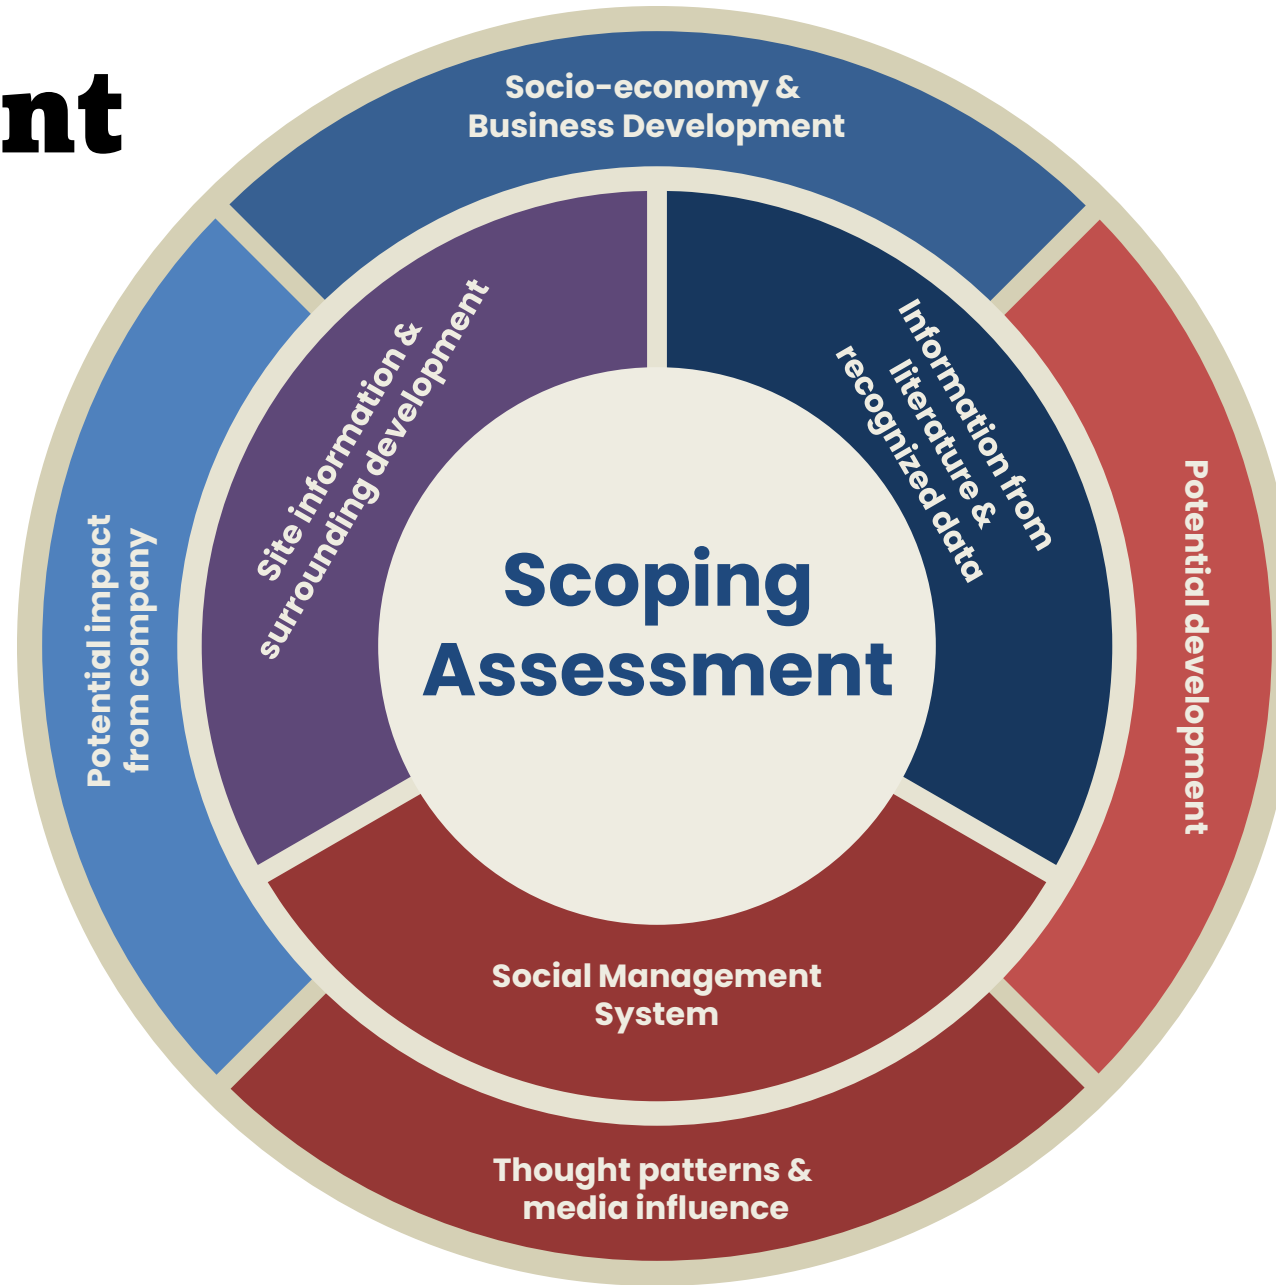 nt
Socio-economy &
Business Development
Site information &
surrounding development
Information from
literature &
recognized data
Potential impact
from company
Scoping
Assessment
Potential development
Social Management
System
Thought patterns &
media influence